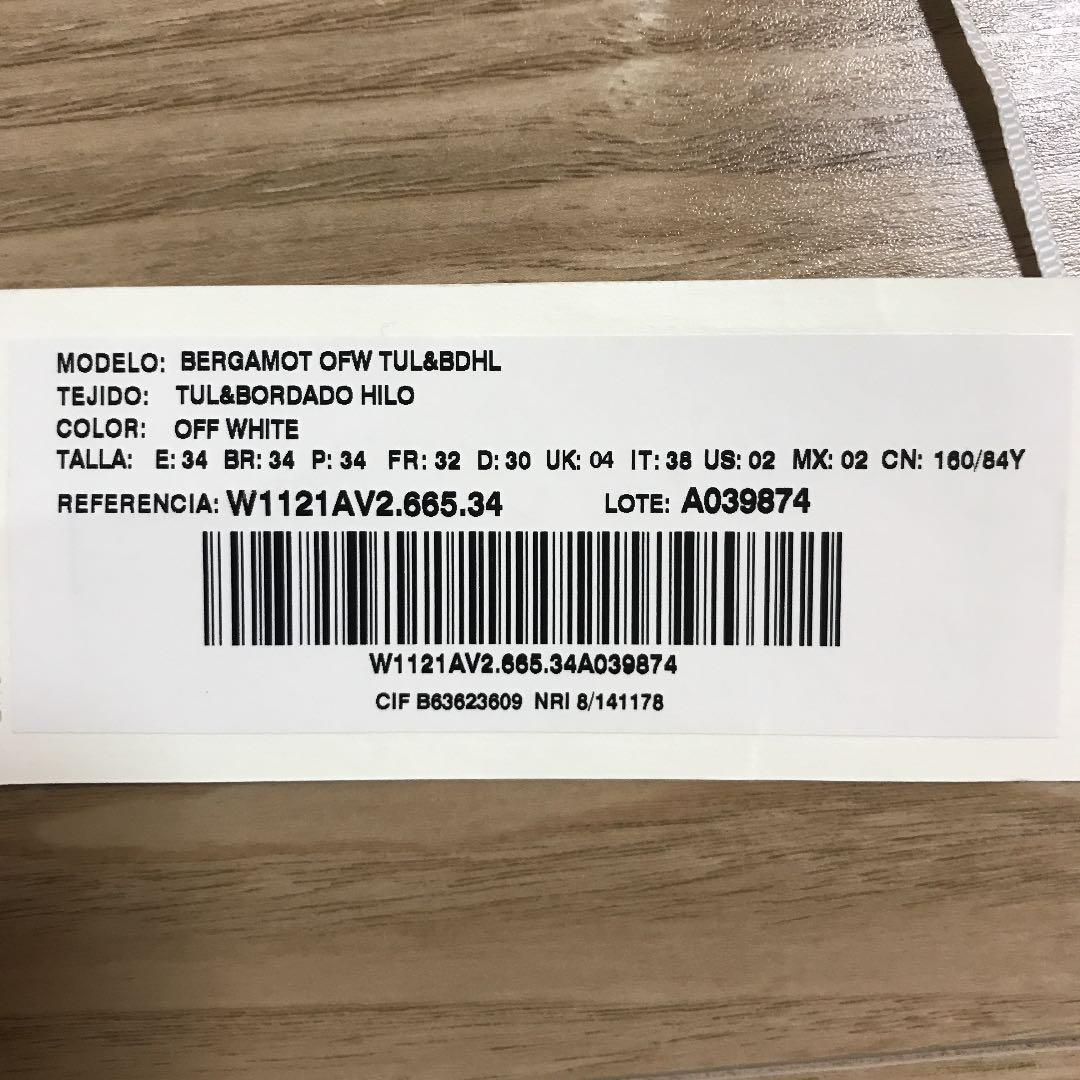 MODELO: BERGAMOT OFW TUL&BDHL
TEJIDO: TUL&BORDADO HILO
COLOR: OFF WHITE
TALLA: E: 34 BR: 34 P: 34 FR: 32 D: 30 UK: 04 IT: 38 US: 02 MX: 02 CN: 160/84Y
REFERENCIA: W1121AV2.665.34 LOTE: A039874
W1121AV2.665.34A039874
CIF B63623609 NRI 8/141178